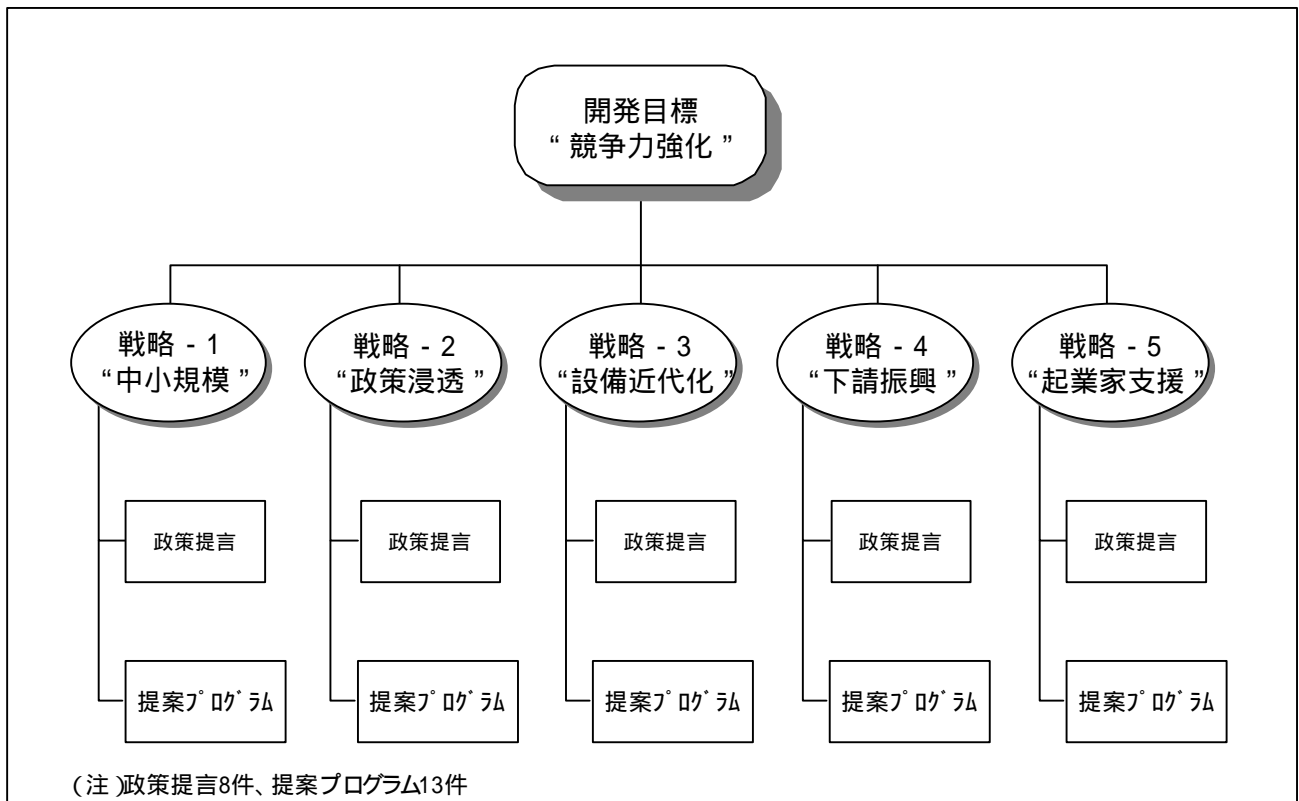 開発目標
“ 競争力強化 ”
戦略 - 1
“中小規模 ”
戦略 - 2
“政策浸透 ”
戦略 - 3
“設備近代化 ”
戦略 - 4
“下請振興 ”
戦略 - 5
“起業家支援 ”
政策提言
政策提言
政策提言
政策提言
政策提言
提案ﾌﾟﾛｸﾞﾗﾑ
提案ﾌﾟﾛｸﾞﾗﾑ
提案ﾌﾟﾛｸﾞﾗﾑ
提案ﾌﾟﾛｸﾞﾗﾑ
提案ﾌﾟﾛｸﾞﾗﾑ
（注）政策提言8件、提案プログラム13件